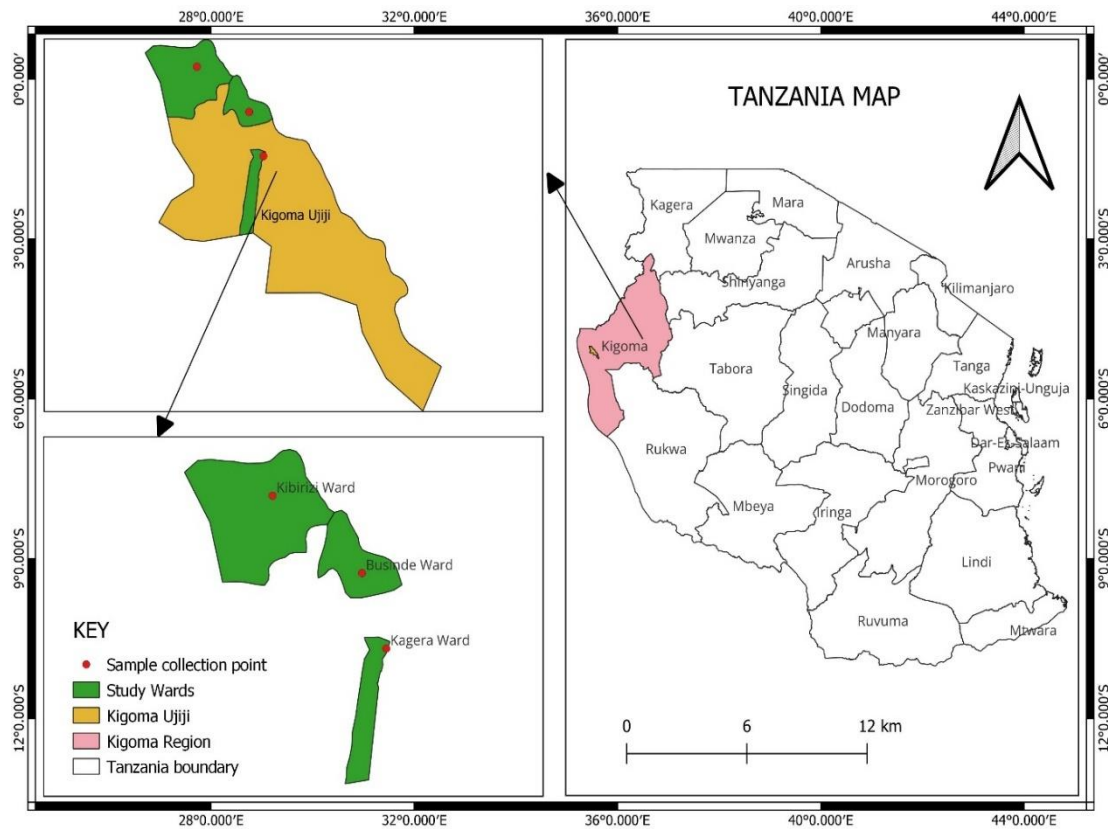 28°0.000'E
32°0.000'E
36°0.000'E
40°0.000'E
44°0.000'E
0°0.000'
3°0.000'S
6°0.000'S
9°0.000'S
12°0.000'S
Kigoma Ujiji
Kibirizi Ward
Businde Ward
Kagera Ward
KEY
Sample collection point
Study Wards
Kigoma Ujiji
Kigoma Region
Tanzania boundary
TANZANIA MAP
Kagera
Mara
Mwanza
Arusha
Shinyanga
Kilimanjaro
Kigoma
Manyara
Tabora
Singida
Tanga
Kaskazini-Unguja
Dodoma
Zanzibar West
Dar-Es-Salaam
Rukwa
Pwani
Morogoro
Mbeya
Iringa
Lindi
Ruvuma
Mtwara
0
6
12 km
0°0.000'
3°0.000'S
6°0.000'S
9°0.000'S
12°0.000'S
28°0.000'E
32°0.000'E
36°0.000'E
40°0.000'E
44°0.000'E